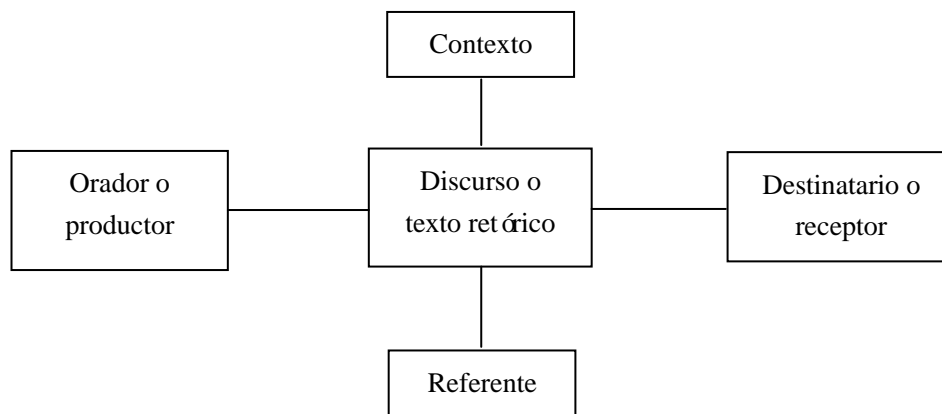 Contexto
Orador o
productor
Discurso o
texto retórico
Destinatario o
receptor
Referente